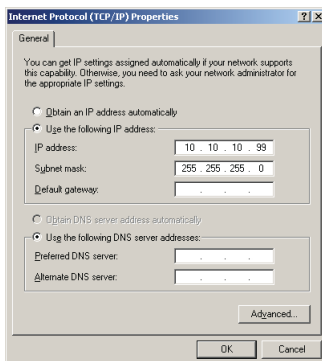 Internet Protocol (TCP/IP) Properties
General
You can get IP settings assigned automatically if your network supports
this capability. Otherwise, you need to ask your network administrator for
the appropriate IP settings.
Obtain an IP address automatically
Use the following IP address:
IP address: 10 . 10 . 10 . 99
Subnet mask: 255 . 255 . 255 . 0
Default gateway: . . .
Obtain DNS server address automatically
Use the following DNS server addresses:
Preferred DNS server: . . .
Alternate DNS server: . . .
Advanced...
OK Cancel